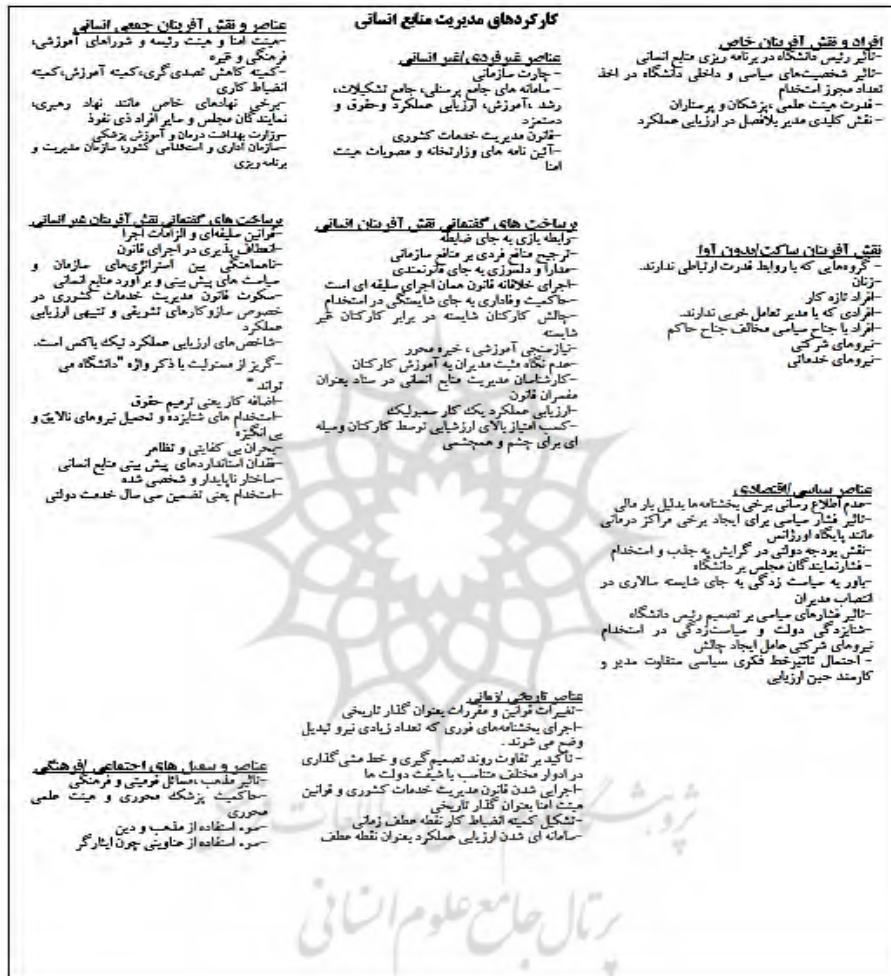 کارکردهای مدیریت منابع انسانی
افراد و نقش آفرینان خاص
-تاثیر رئیس دانشگاه در برنامه ریزی منابع انسانی
-تاثیر شخصیت‌های سیاسی و داخلی دانشگاه در اخذ
تعداد مجوز استخدام
-قدرت هیئت علمی ،پزشکان و پرستاران
-نقش کلیدی مدیر بلافصل در ارزیابی عملکرد
عناصر غیرفردی/غیر انسانی
-چارت سازمانی
-سامانه های جامع پرسنلی، جامع تشکیلات،
رشد ،آموزش، ارزیابی عملکرد وحقوق و
دستمزد
-قانون مدیریت خدمات کشوری
-آئین نامه های وزارتخانه و مصوبات هیئت
امنا
عناصر و نقش آفرینان جمعی انسانی
-هیئت امنا و هیئت رئیسه و شوراهای آموزشی،
فرهنگی و غیره
-کمیته کاهش تصدی گری،کمیته آموزش،کمیته
انضباط کاری
-برخی نهادهای خاص مانند نهاد رهبری،
نمایندگان مجلس و سایر افراد ذی نفوذ
-وزارت بهداشت درمان و آموزش پزشکی
-سازمان اداری و استخدامی کشور، سازمان مدیریت و
برنامه ریزی
نقش آفرینان ساکت/بدون آوا
- گروه‌هایی که با روابط قدرت ارتباطی ندارند.
-زنان
-افراد تازه کار
-افرادی که با مدیر تعامل خوبی ندارند.
-افراد با جناح سیاسی مخالف جناح حاکم
-نیروهای شرکتی
-نیروهای خدماتی
برساخت های گفتمانی نقش آفرینان انسانی
-رابطه بازی به جای ضابطه
-ترجیح منافع فردی بر منافع سازمانی
-مدارا و دلسوزی به جای قانونمندی
-اجرای خلاقانه قانون همان اجرای سلیقه ای است
-حاکمیت وفاداری به جای شایستگی در استخدام
-چالش کارکنان شایسته در برابر کارکنان غیر
شایسته
-نیازسنجی آموزشی ، خبره محور
-عدم نگاه مثبت مدیران به آموزش کارکنان
-کارشناسان مدیریت منابع انسانی در ستاد بعنوان
مفسران قانون
-ارزیابی عملکرد یک کار سمبولیک
-کسب امتیاز بالای ارزشیابی توسط کارکنان وسیله
ای برای چشم و همچشمی
برساخت های گفتمانی نقش آفرینان غیر انسانی
-قوانین سلیقه‌ای و الزامات اجرا
-انعطاف پذیری در اجرای قانون
-ناهماهنگی بین استراتژی‌های سازمان و
سیاست های پیش بینی و برآورد منابع انسانی
-سکوت قانون مدیریت خدمات کشوری در
خصوص سازوکارهای تشویقی و تنبیهی ارزیابی
عملکرد
-شاخص‌های ارزیابی عملکرد تیک باکس است.
-گریز از مسئولیت با ذکر واژه "دانشگاه می
تواند "
-اضافه کار یعنی ترمیم حقوق
-استخدام های شتابزده و تحمیل نیروهای نالایق و
بی انگیزه
-بحران بی کفایتی و تظاهر
-فقدان استانداردهای پیش بینی منابع انسانی
-ساختار ناپایدار و شخصی شده
-استخدام یعنی تضمین سی سال خدمت دولتی
عناصر سیاسی/اقتصادی
-عدم اطلاع رسانی برخی بخشنامه‌ها بدلیل بار مالی
-تاثیر فشار سیاسی برای ایجاد برخی مراکز درمانی
مانند پایگاه اورژانس
-نقش بودجه دولتی در گرایش به جذب و استخدام
- فشارنمایندگان مجلس بر دانشگاه
-باور به سیاست زدگی به جای شایسته سالاری در
انتصاب مدیران
-تاثیر فشارهای سیاسی بر تصمیم رئیس دانشگاه
-شتابزدگی دولت و سیاست‌زدگی در استخدام
نیروهای شرکتی عامل ایجاد چالش
- احتمال تاثیرخط فکری سیاسی متفاوت مدیر و
کارمند حین ارزیابی
عناصر تاریخی /زمانی
-تغییرات قوانین و مقررات بعنوان گذار تاریخی
-اجرای بخشنامه‌های فوری که تعداد زیادی نیرو تبدیل
وضع می شوند .
- تاکید بر تفاوت روند تصمیم گیری و خط مشی گذاری
در ادوار مختلف متناسب با شیفت دولت ها
-اجرایی شدن قانون مدیریت خدمات کشوری و قوانین
هیئت امنا بعنوان گذار تاریخی
-تشکیل کمیته انضباط کار نقطه عطف زمانی
-سامانه ای شدن ارزیابی عملکرد بعنوان نقطه عطف
عناصر و سمبل های اجتماعی /فرهنگی
-تاثیر مذهب ،مسائل قومیتی و فرهنگی
-حاکمیت پزشک محوری و هیئت علمی
محوری
-سوء استفاده از مذهب و دین
-سوء استفاده از عناوینی چون ایثارگر
پژوهشگاه علوم انسانی و مطالعات فرهنگی
پرتال جامع علوم انسانی